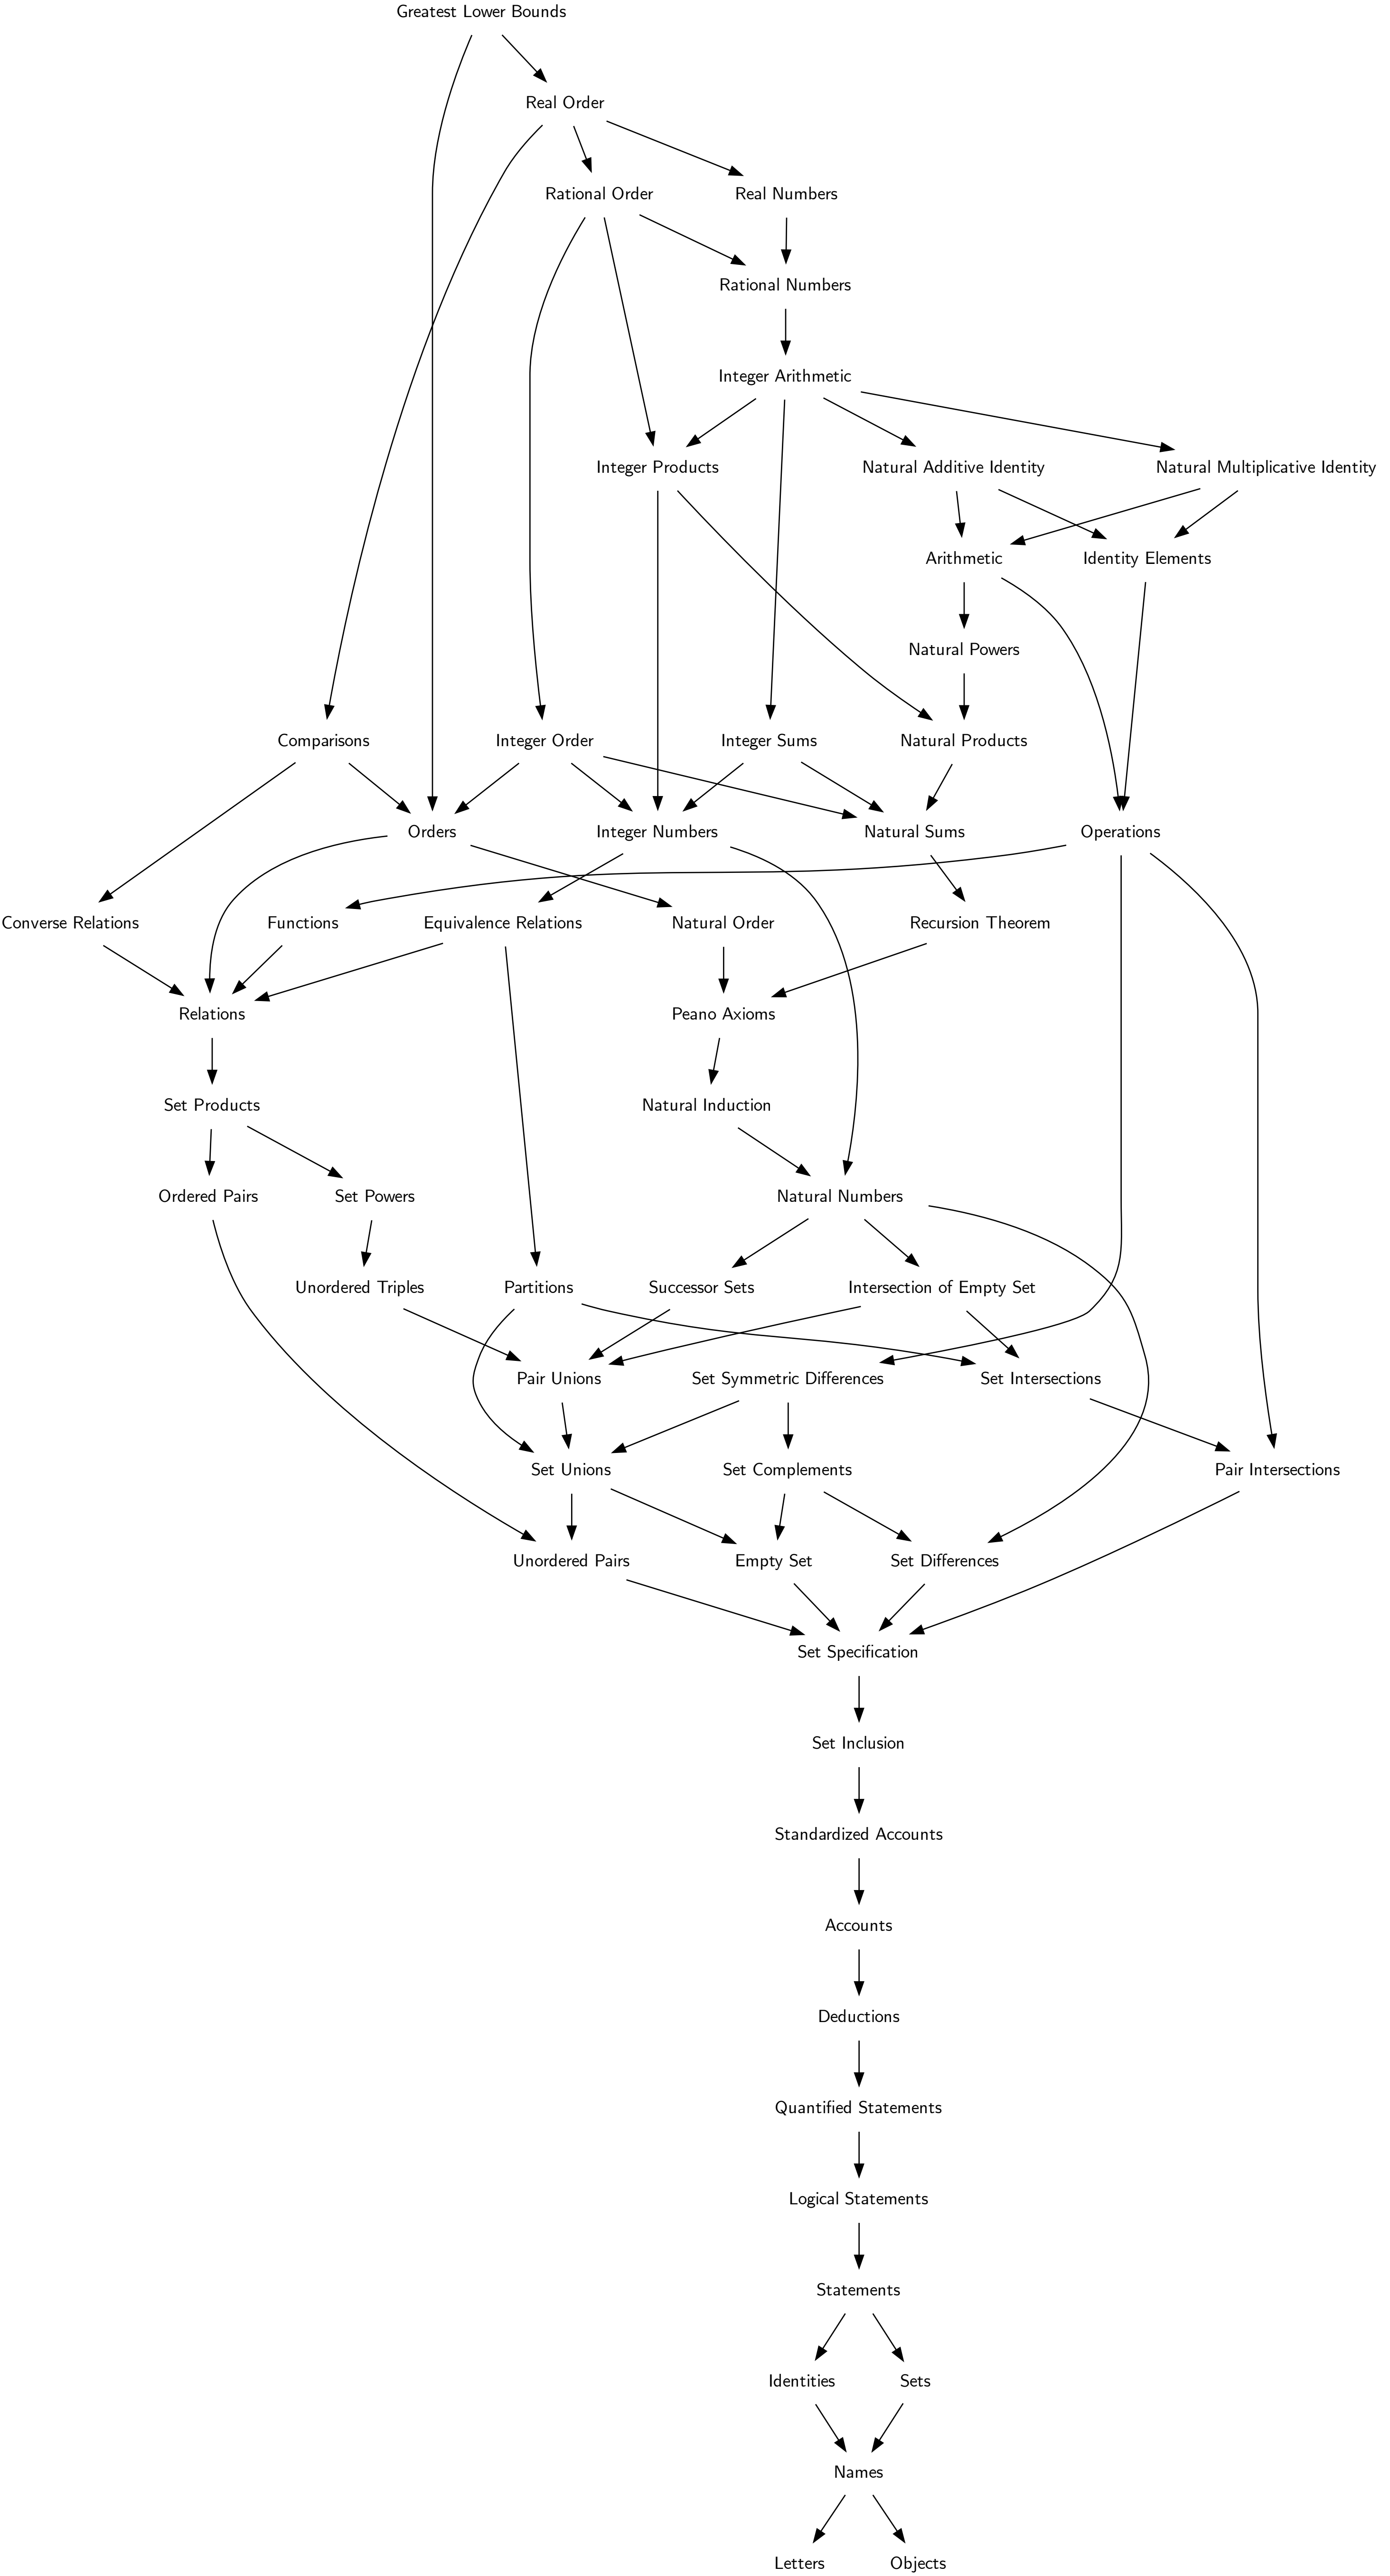 Greatest Lower Bounds
Real Order
Rational Order
Real Numbers
Rational Numbers
Integer Arithmetic
Integer Products
Natural Additive Identity
Natural Multiplicative Identity
Arithmetic
Identity Elements
Natural Powers
Comparisons
Integer Order
Integer Sums
Natural Products
Orders
Integer Numbers
Natural Sums
Operations
Converse Relations
Functions
Equivalence Relations
Natural Order
Recursion Theorem
Relations
Peano Axioms
Set Products
Natural Induction
Ordered Pairs
Set Powers
Natural Numbers
Unordered Triples
Partitions
Successor Sets
Intersection of Empty Set
Pair Unions
Set Symmetric Differences
Set Intersections
Set Unions
Set Complements
Pair Intersections
Unordered Pairs
Empty Set
Set Differences
Set Specification
Set Inclusion
Standardized Accounts
Accounts
Deductions
Quantified Statements
Logical Statements
Statements
Identities
Sets
Names
Letters
Objects